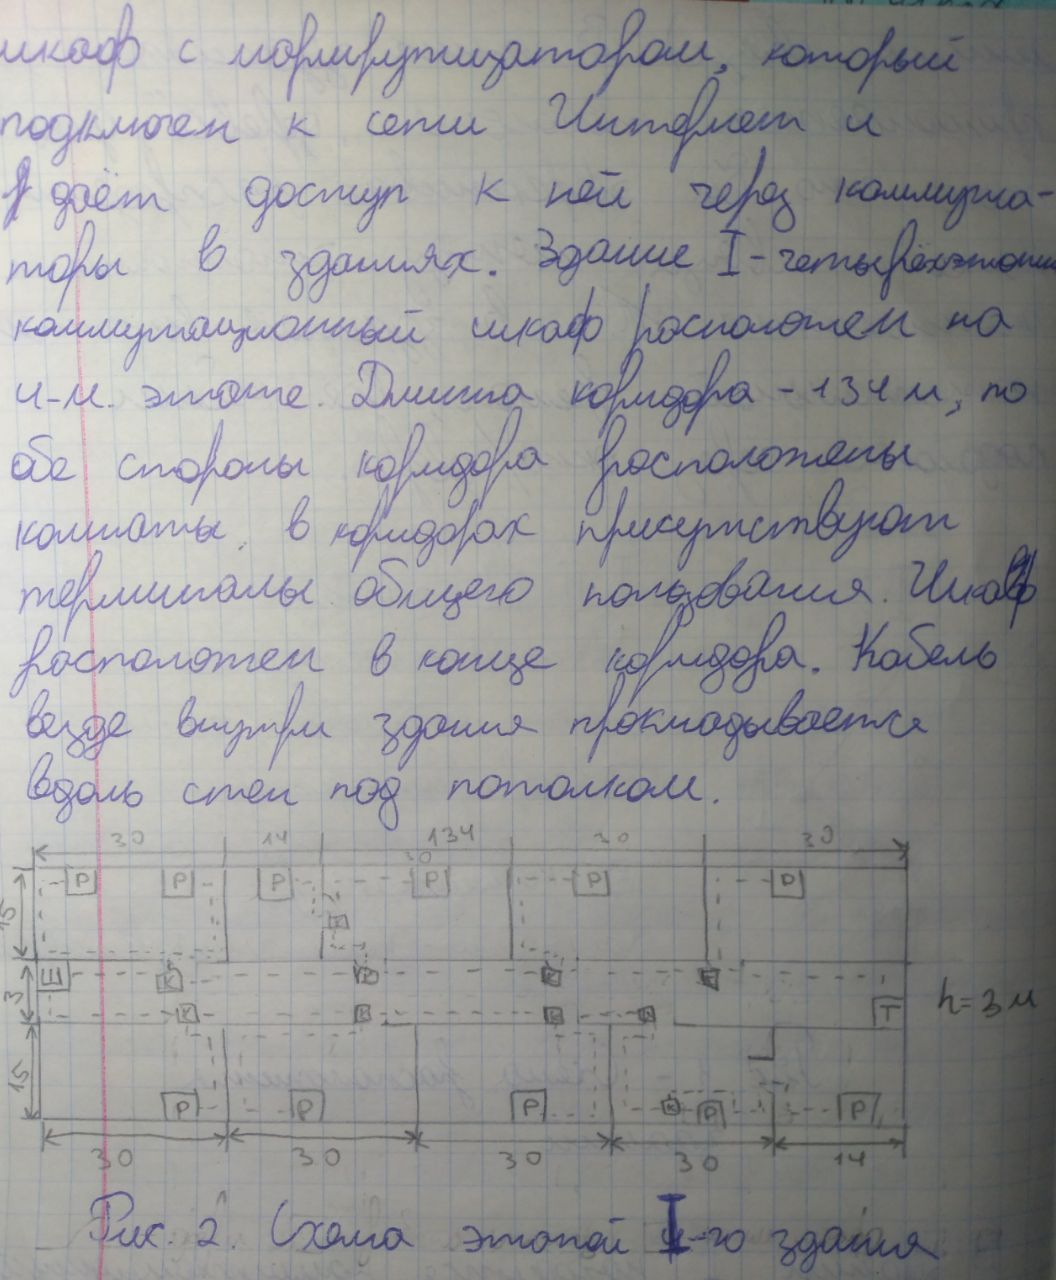 шкаф с маршрутизатором, который
подключен к сети Интернет и
даёт доступ к ней через коммута-
торы в зданиях. Здание I - четырёхэтажн
коммутационный шкаф расположен на
4-м этаже. Длина коридора - 134 м, по
обе стороны коридора расположены
комнаты, в коридорах присутствуют
терминалы общего пользования. Шкаф
расположен в конце коридора. Кабель
везде внутри здания прокладывается
вдоль стен под потолком.
30 14 134 30 30
30
15 Р Р Р Р Р Р
К
3 Ш К К К К
К К К К Т h=3м
15 Р Р Р К Р Р
30 30 30 30 14
Рис. 2. Схема этажей I-го здания